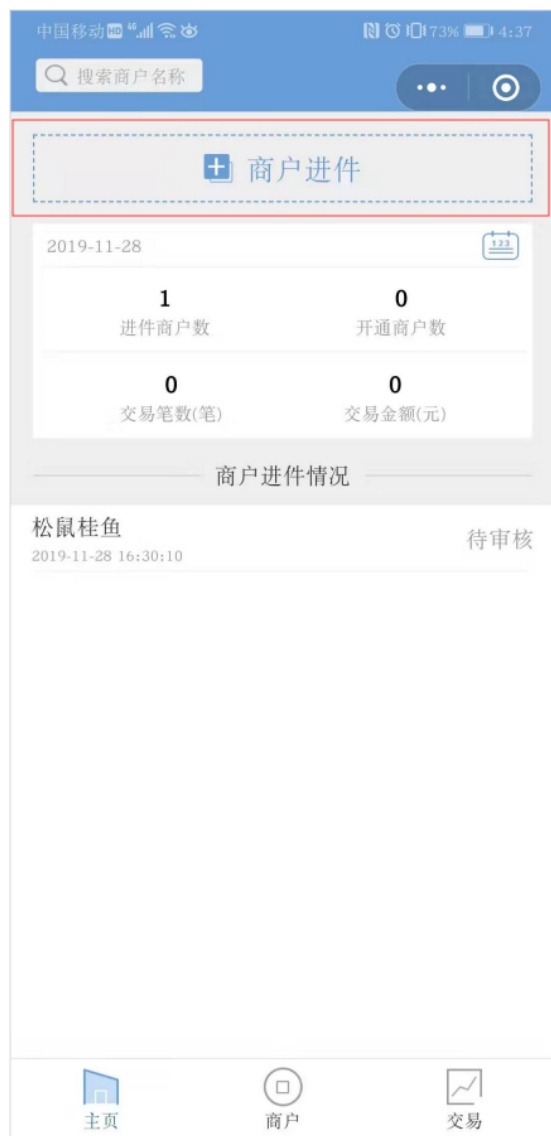 中国移动 HD 46 73% 4:37
搜索商户名称
商户进件
2019-11-28
123
1 0
进件商户数 开通商户数
0 0
交易笔数(笔) 交易金额(元)
商户进件情况
松鼠桂鱼 待审核
2019-11-28 16:30:10
主页 商户 交易